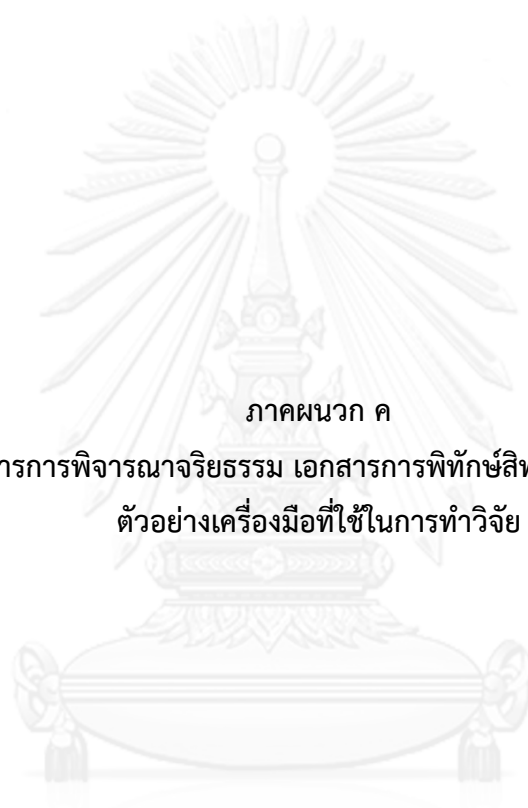 ภาคผนวก ค
ารการพิจารณาจริยธรรม เอกสารการพิทักษ์สิท
ตัวอย่างเครื่องมือที่ใช้ในการทำวิจัย